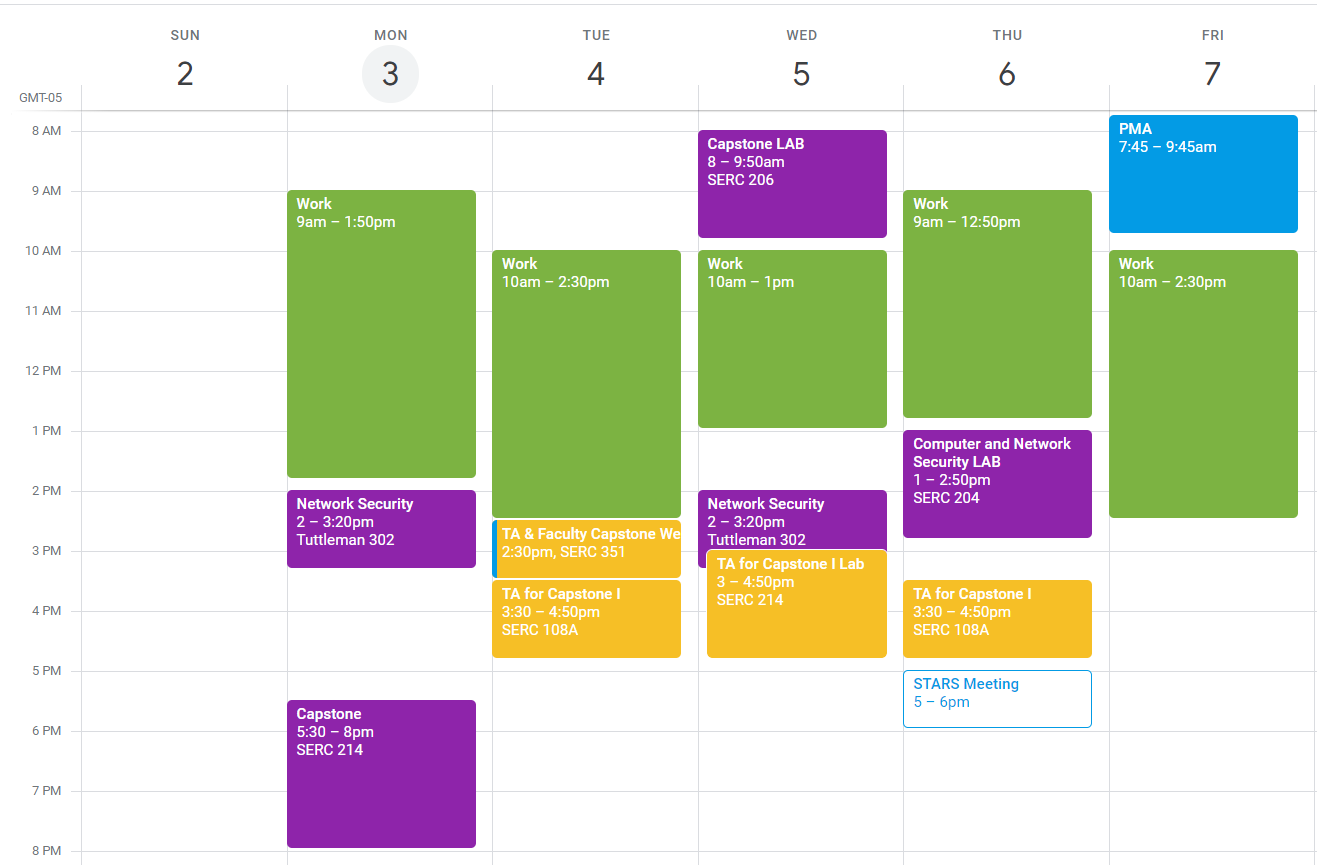 SUN
MON
TUE
WED
THU
FRI
2
3
4
5
6
7
GMT-05
8 AM
9 AM
10 AM
11 AM
12 PM
1 PM
2 PM
3 PM
4 PM
5 PM
6 PM
7 PM
8 PM
Work
9am – 1:50pm
Network Security
2 – 3:20pm
Tuttleman 302
Capstone
5:30 – 8pm
SERC 214
Work
10am – 2:30pm
TA & Faculty Capstone We
2:30pm, SERC 351
TA for Capstone I
3:30 – 4:50pm
SERC 108A
Capstone LAB
8 – 9:50am
SERC 206
Work
10am – 1pm
Network Security
2 – 3:20pm
Tuttleman 302
TA for Capstone I Lab
3 – 4:50pm
SERC 214
Work
9am – 12:50pm
Computer and Network
Security LAB
1 – 2:50pm
SERC 204
TA for Capstone I
3:30 – 4:50pm
SERC 108A
STARS Meeting
5 – 6pm
PMA
7:45 – 9:45am
Work
10am – 2:30pm